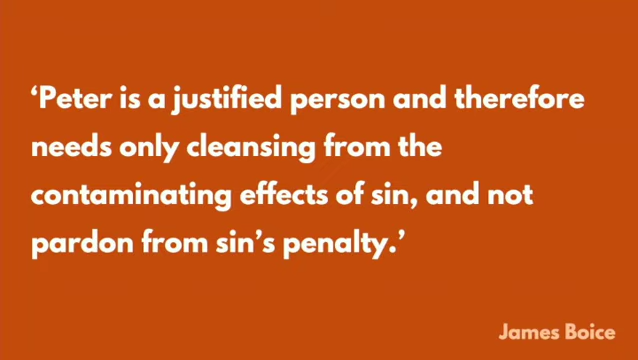 ‘Peter is a justified person and therefore
needs only cleansing from the
contaminating effects of sin, and not
pardon from sin’s penalty.’
James Boice